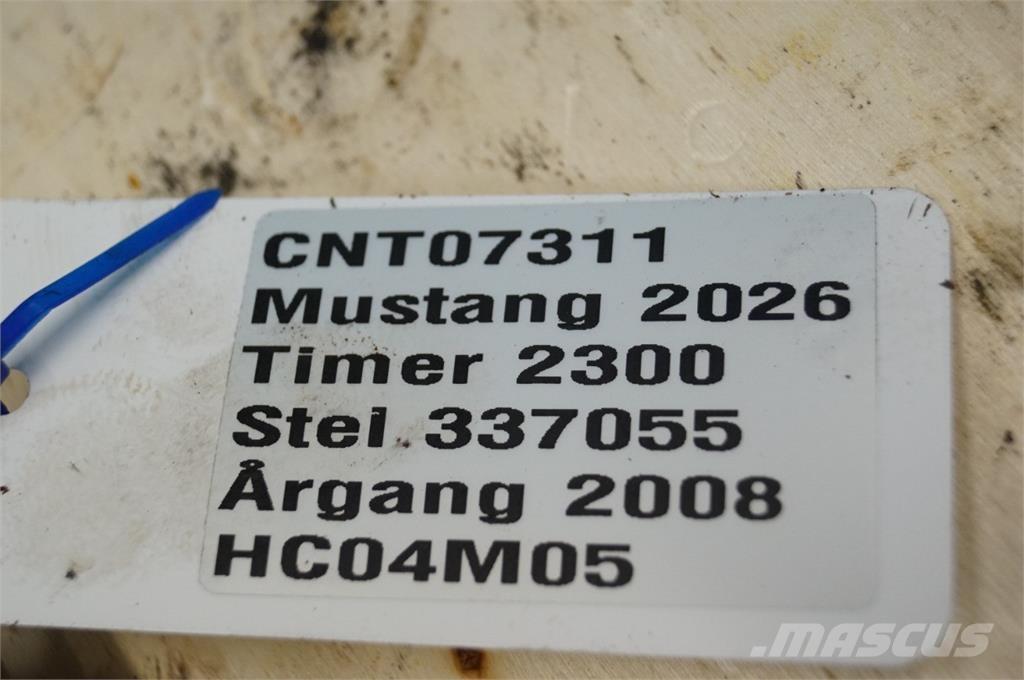 CNT07311
Mustang 2026
Timer 2300
Stel 337055
Årgang 2008
HC04M05
MASCUS